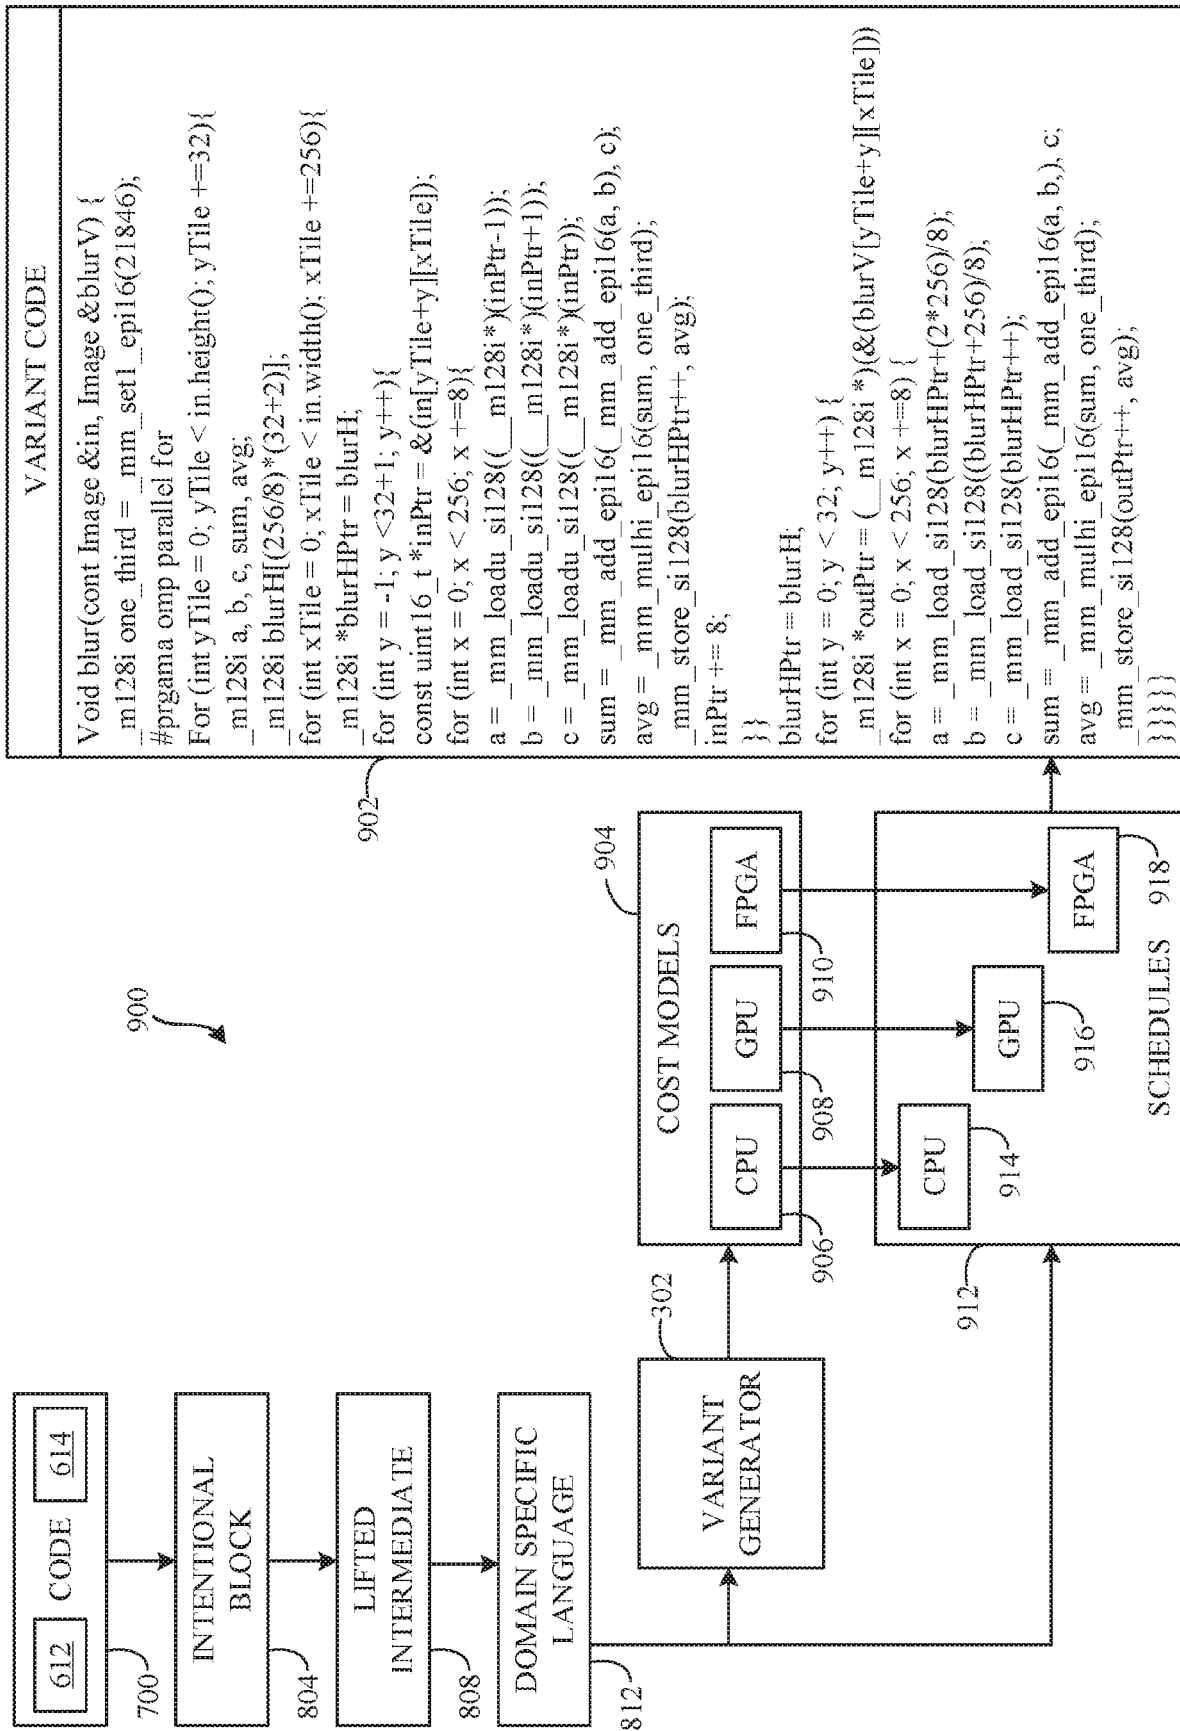 900
612
CODE
614
700
INTENTIONAL
BLOCK
804
LIFTED
INTERMEDIATE
808
DOMAIN SPECIFIC
LANGUAGE
812
VARIANT
GENERATOR
302
COST MODELS
904
CPU
906
GPU
908
FPGA
910
912
CPU
914
GPU
916
FPGA
918
SCHEDULES
902
VARIANT CODE
Void blur(cont Image &in, Image &blurV) {
_m128i one_third = _mm_set1_epi16(21846);
#prgama omp parallel for
For (int yTile = 0; yTile < in.height(); yTile +=32){
_m128i a, b, c, sum, avg;
_m128i blurH[(256/8)*(32+2)];
for (int xTile = 0; xTile < in.width(); xTile +=256){
_m128i *blurHPtr = blurH;
for (int y = -1; y <32+1; y++){
const uint16_t *inPtr = &(in[yTile+y][xTile]);
for (int x = 0; x < 256; x +=8){
a = _mm_loadu_si128((__m128i*)(inPtr-1));
b = _mm_loadu_si128((__m128i*)(inPtr+1));
c = _mm_loadu_si128((__m128i*)(inPtr));
sum = _mm_add_epi16(_mm_add_epi16(a, b), c);
avg = _mm_mulhi_epi16(sum, one_third);
_mm_store_si128(blurHPtr++, avg);
inPtr += 8;
}}
blurHPtr = blurH;
for (int y = 0; y < 32; y++) {
_m128i *outPtr = (__m128i *)(&(blurV[yTile+y][xTile]))
for (int x = 0; x < 256; x +=8) {
a = _mm_load_si128(blurHPtr+(2*256)/8);
b = _mm_load_si128((blurHPtr+256)/8);
c = _mm_load_si128(blurHPtr++);
sum = _mm_add_epi16(_mm_add_epi16(a, b,), c;
avg = _mm_mulhi_epi16(sum, one_third);
_mm_store_si128(outPtr++, avg);
}}}}}}